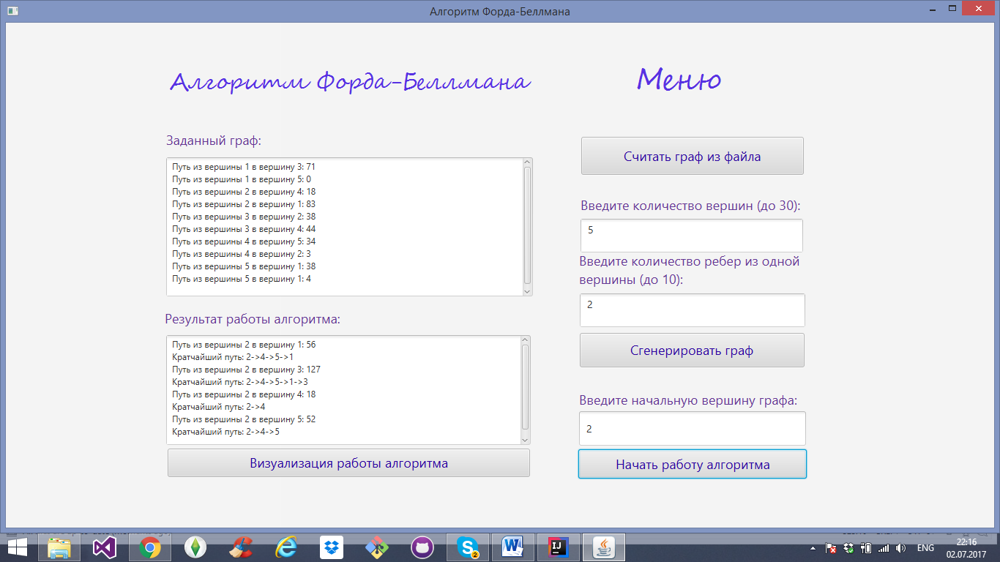 Алгоритм Форда-Беллмана
Алгоритм Форда-Беллмана
Заданный граф:
Путь из вершины 1 в вершину 3: 71
Путь из вершины 1 в вершину 5: 0
Путь из вершины 2 в вершину 4: 18
Путь из вершины 2 в вершину 1: 83
Путь из вершины 3 в вершину 2: 38
Путь из вершины 3 в вершину 4: 44
Путь из вершины 4 в вершину 5: 34
Путь из вершины 4 в вершину 2: 3
Путь из вершины 5 в вершину 1: 38
Путь из вершины 5 в вершину 1: 4
Результат работы алгоритма:
Путь из вершины 2 в вершину 1: 56
Кратчайший путь: 2->4->5->1
Путь из вершины 2 в вершину 3: 127
Кратчайший путь: 2->4->5->1->3
Путь из вершины 2 в вершину 4: 18
Кратчайший путь: 2->4
Путь из вершины 2 в вершину 5: 52
Кратчайший путь: 2->4->5
Визуализация работы алгоритма
Меню
Считать граф из файла
Введите количество вершин (до 30):
5
Введите количество ребер из одной
вершины (до 10):
2
Сгенерировать граф
Введите начальную вершину графа:
2
Начать работу алгоритма
2
W
IJ
ENG
22:16
02.07.2017